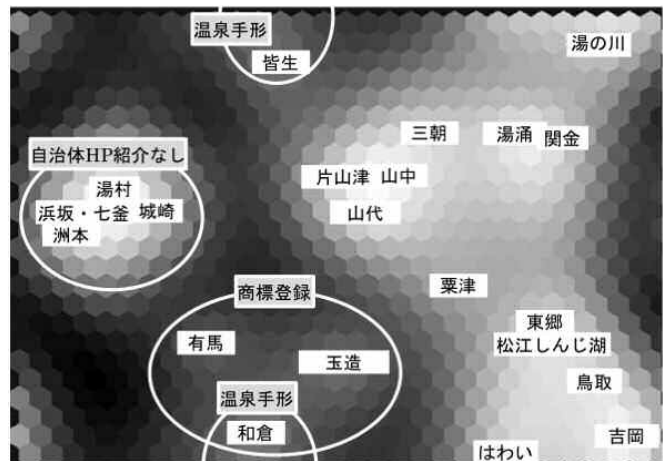 温泉手形
皆生
湯の川
三朝
湯涌
関金
自治体HP紹介なし
湯村
浜坂・七釜
城崎
洲本
片山津
山中
山代
商標登録
粟津
有馬
玉造
東郷
松江しんじ湖
鳥取
温泉手形
和倉
吉岡
はわい